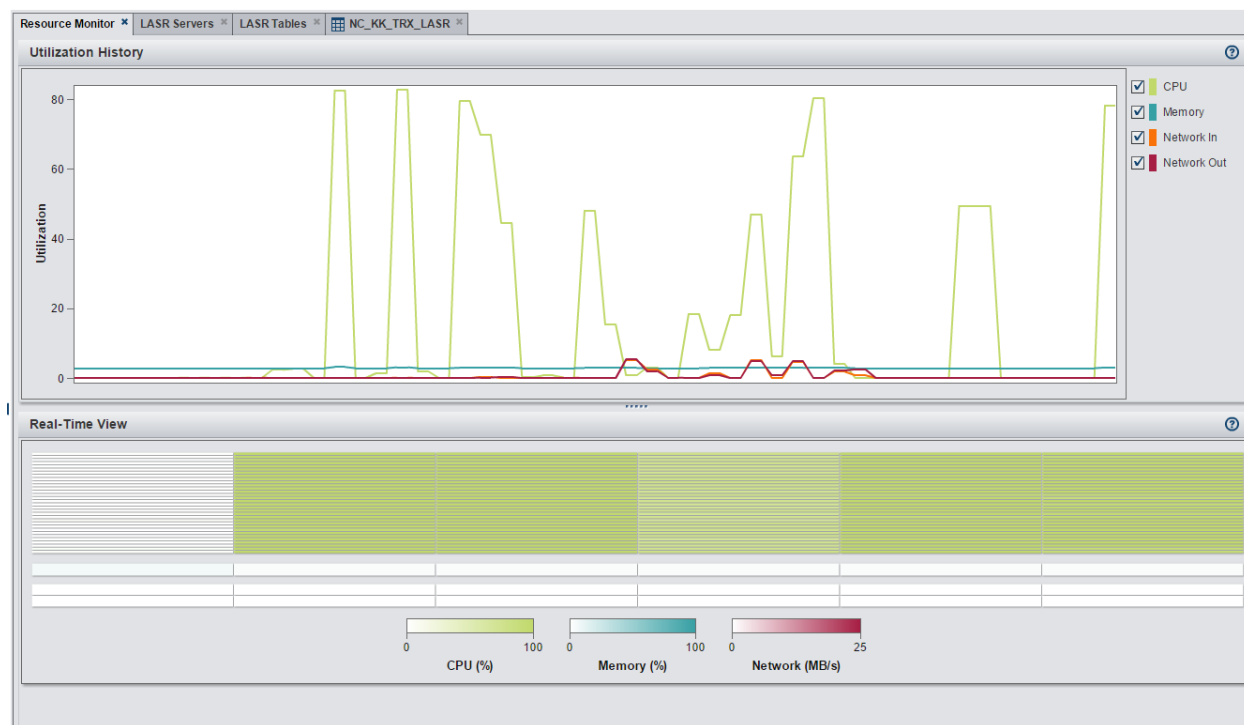 Resource Monitor × LASR Servers × LASR Tables × NC_KK_TRX_LASR ×
Utilization History
?
80
60
40
20
0
Utilization
CPU
Memory
Network In
Network Out
Real-Time View
?
0 100 0 100 0 25
CPU (%) Memory (%) Network (MB/s)